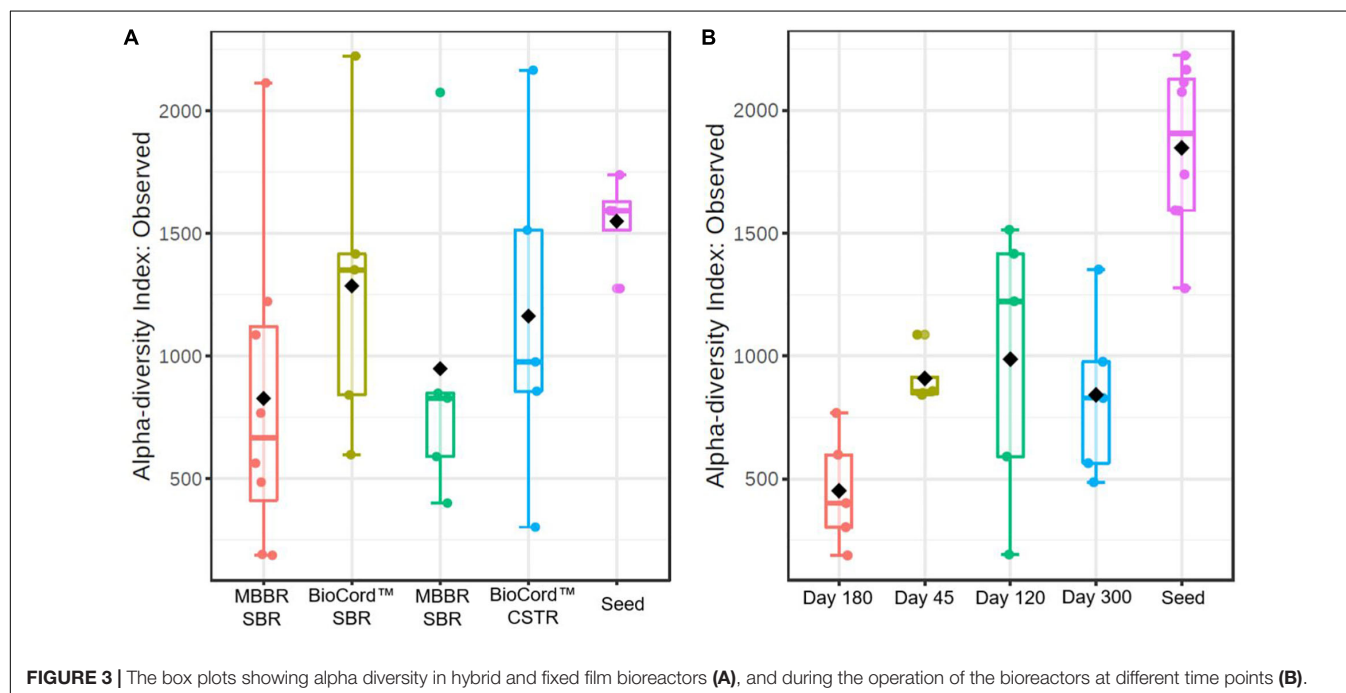 A
B
Alpha-diversity Index: Observed
2000
1500
1000
500
MBBR SBR
BioCord™ SBR
MBBR SBR
BioCord™ CSTR
Seed
Alpha-diversity Index: Observed
2000
1500
1000
500
Day 180
Day 45
Day 120
Day 300
Seed
FIGURE 3 | The box plots showing alpha diversity in hybrid and fixed film bioreactors (A), and during the operation of the bioreactors at different time points (B).